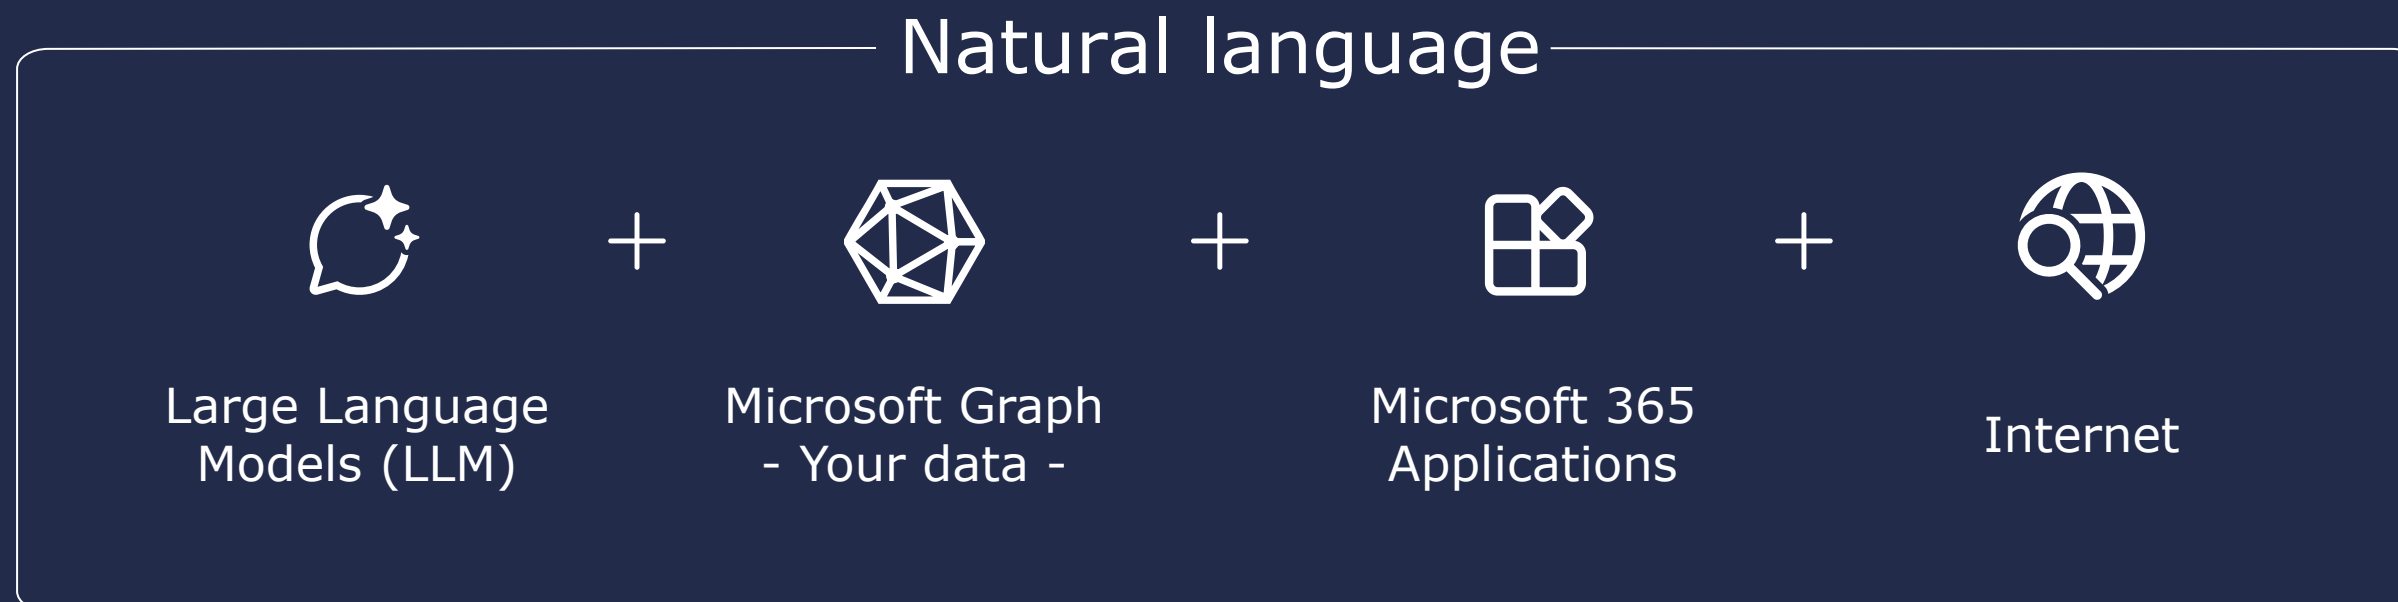 Natural language
Large Language
Models (LLM)
Microsoft Graph
- Your data -
Microsoft 365
Applications
Internet